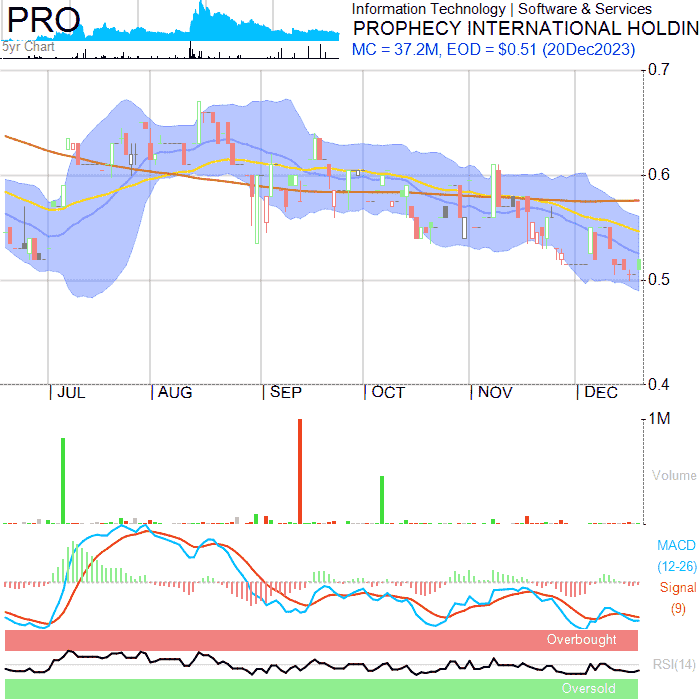 PRO
5yr Chart
Information Technology | Software & Services
PROPHECY INTERNATIONAL HOLDIN
MC = 37.2M, EOD = $0.51 (20Dec2023)
0.7
0.6
0.5
0.4
| JUL | AUG | SEP | OCT | NOV | DEC
1M
Volume
MACD
(12-26)
Signal
(9)
Overbought
RSI(14)
Oversold